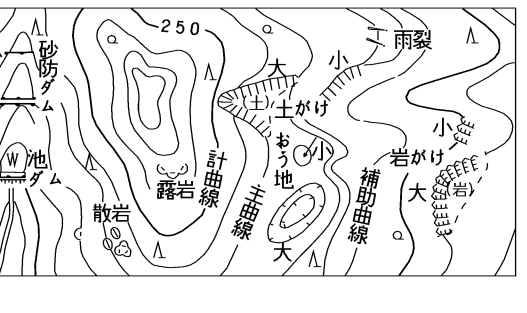 250
砂防ダム
W
池
ダム
散岩
露岩
計曲線
主曲線
大
小
(土)
土がけ
おう地
小
大
補助曲線
雨裂
小
岩がけ
大
(岩)